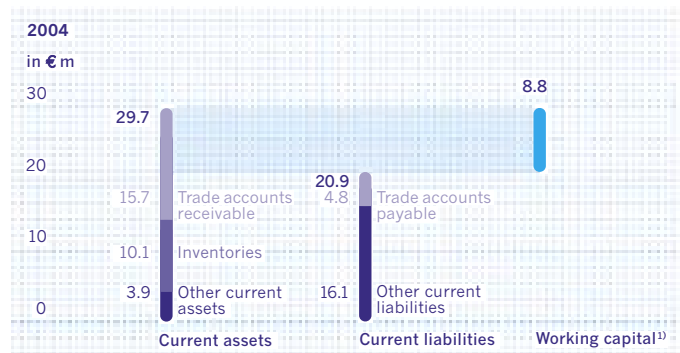 2004
in € m
30
8.8
29.7
20
20.9
15.7 Trade accounts
receivable
4.8 Trade accounts
payable
10
10.1 Inventories
3.9 Other current
assets
16.1 Other current
liabilities
0
Current assets
Current liabilities
Working capital¹⁾